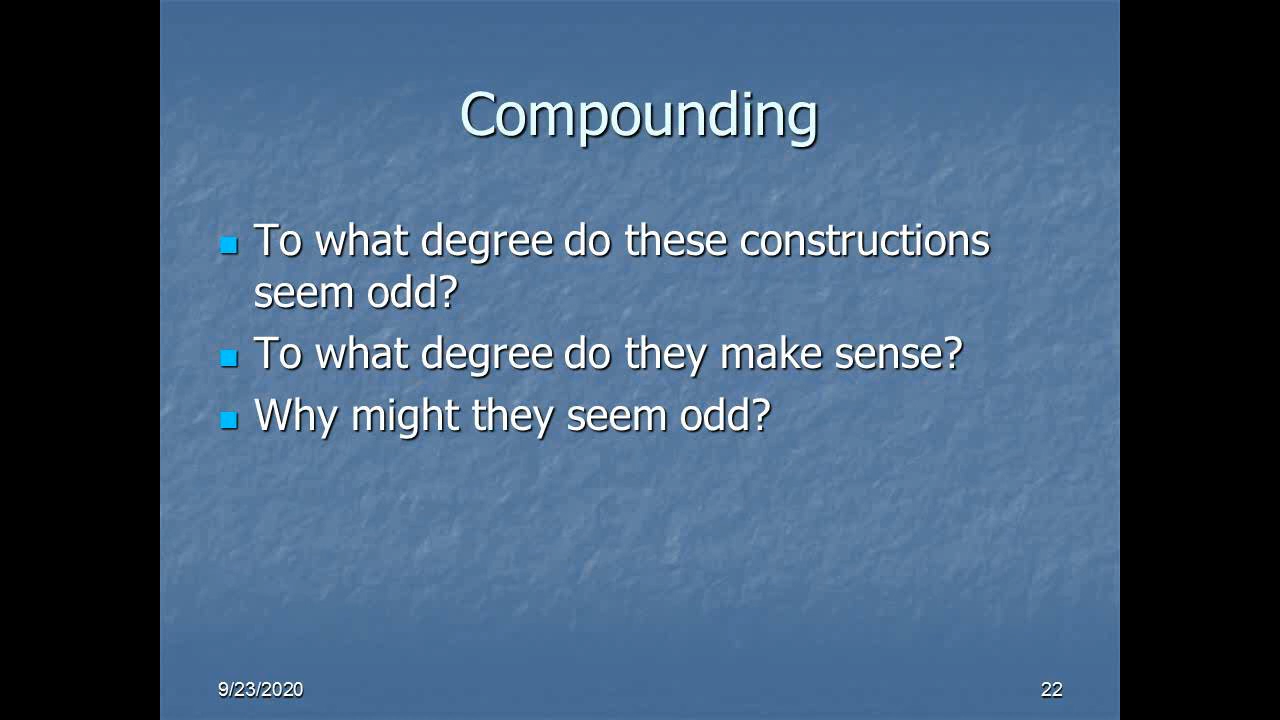 Compounding
To what degree do these constructions
seem odd?
To what degree do they make sense?
Why might they seem odd?
9/23/2020
22